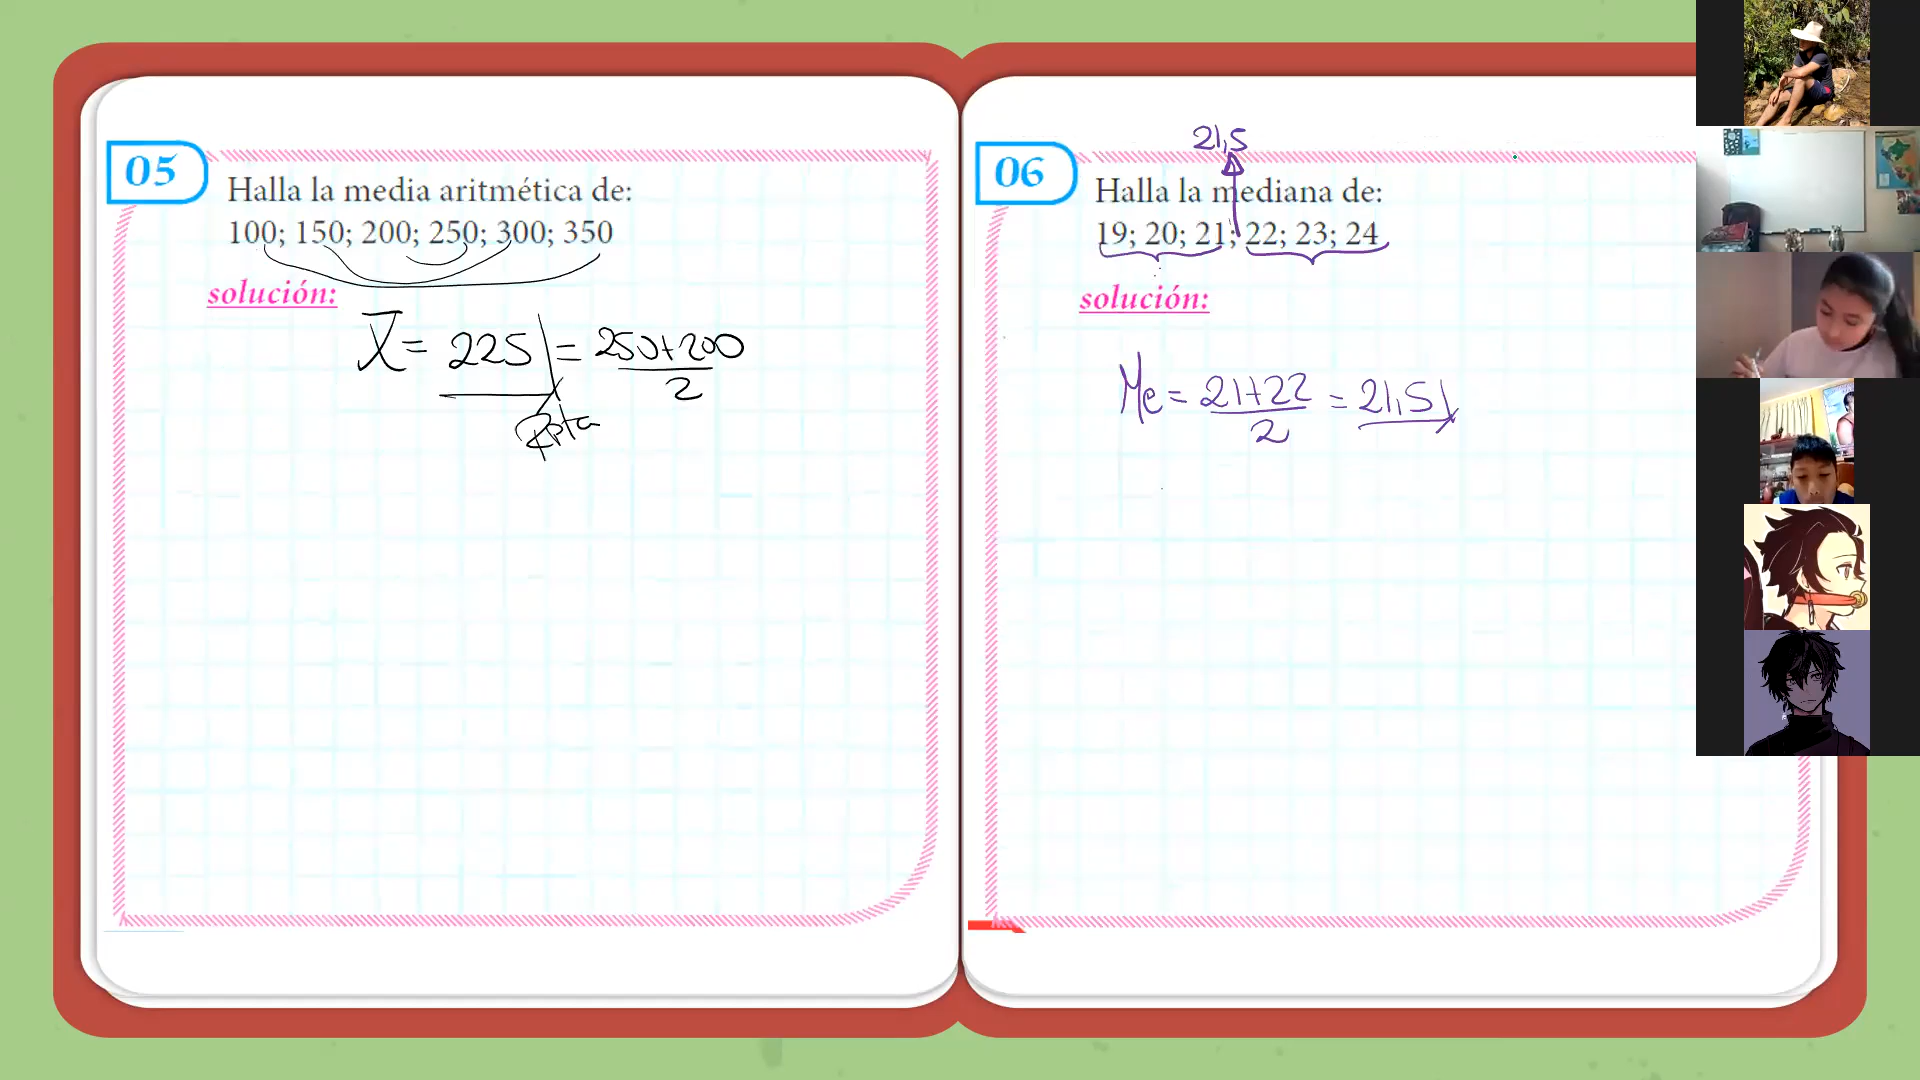 05
Halla la media aritmética de:
100; 150; 200; 250; 300; 350
solución:
X̅ = 225 = 250+200
2
Rpta
21,5
06
Halla la mediana de:
19; 20; 21; 22; 23; 24
solución:
Me = 21+22 = 21,5
2